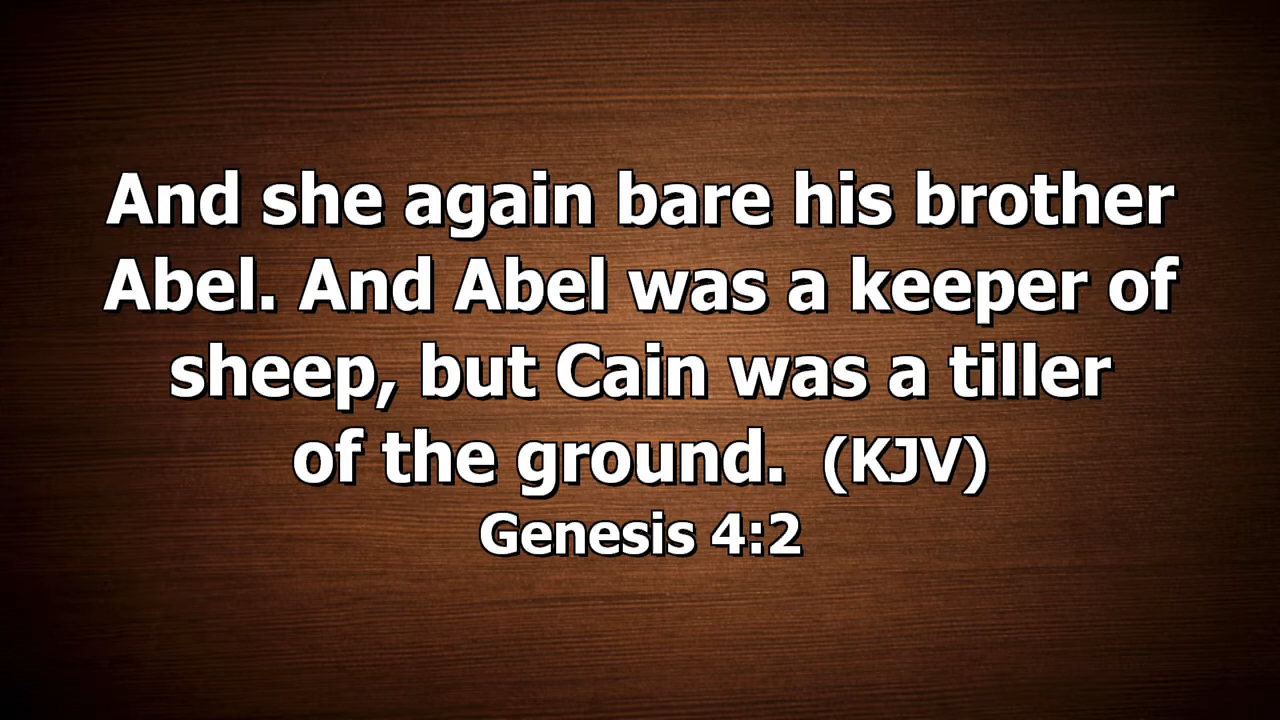 And she again bare his brother
Abel. And Abel was a keeper of
sheep, but Cain was a tiller
of the ground.  (KJV)
Genesis 4:2